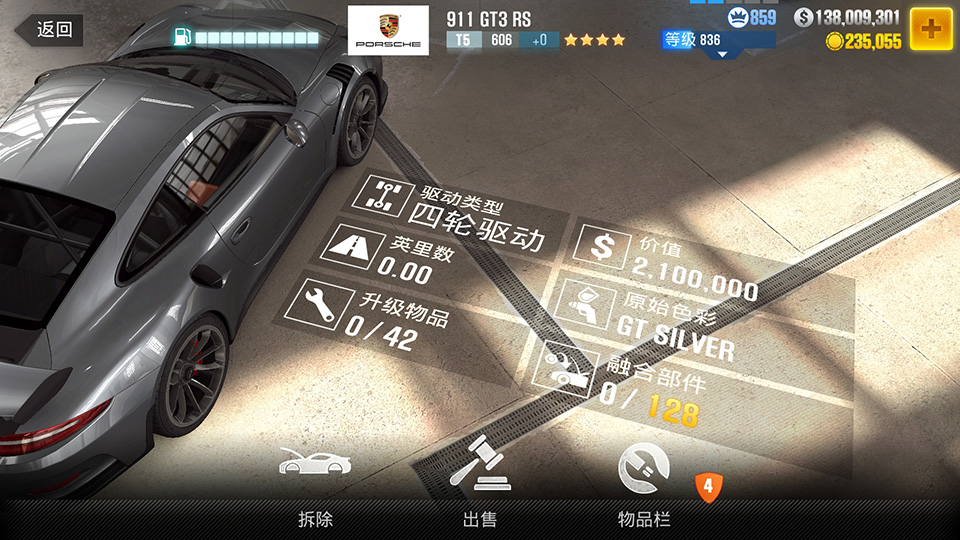 返回
PORSCHE
911 GT3 RS
T5 606 +0
859
138,009,301
等级 836
235,055
驱动类型
四轮驱动
英里数
0.00
升级物品
0/42
价值
2,100,000
原始色彩
GT SILVER
融合部件
0/128
4
拆除
出售
物品栏